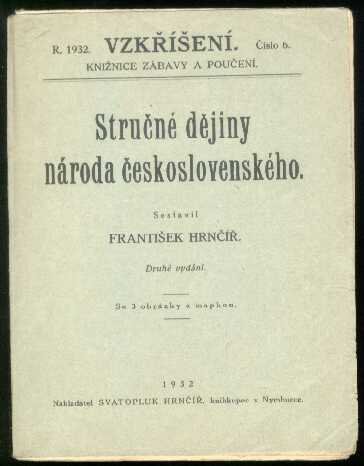 R. 1932. VZKŘÍŠENÍ. Číslo 6.
KNIŽNICE ZÁBAVY A POUČENÍ.
Stručné dějiny
národa československého.
Sestavil
FRANTIŠEK HRNČÍŘ.
Druhé vydání.
Se 3 obrázky a mapkou.
1932
Nakladatel SVATOPLUK HRNČÍŘ, knihkupec v Nymburce.